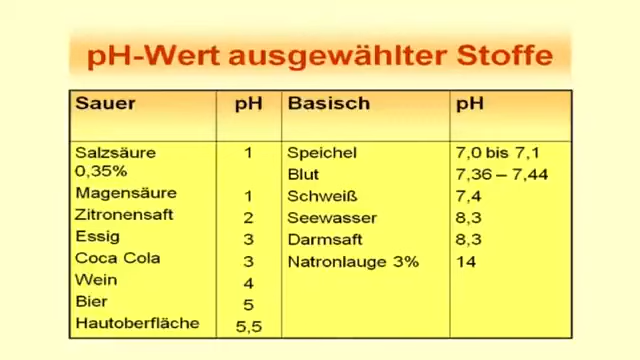 pH-Wert ausgewählter Stoffe
Sauer pH Basisch pH
Salzsäure 1 Speichel 7,0 bis 7,1
0,35% Blut 7,36 – 7,44
Magensäure 1 Schweiß 7,4
Zitronensaft 2 Seewasser 8,3
Essig 3 Darmsaft 8,3
Coca Cola 3 Natronlauge 3% 14
Wein 4
Bier 5
Hautoberfläche 5,5